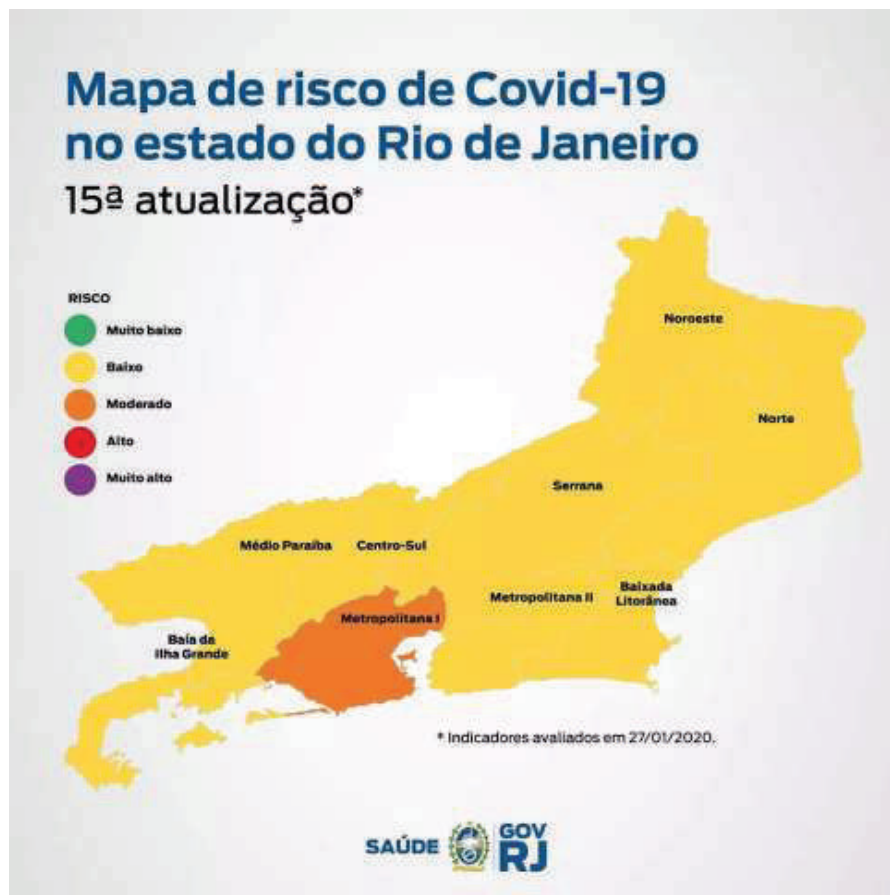 Mapa de risco de Covid-19
no estado do Rio de Janeiro
15ª atualização*
RISCO
Muito baixo
Baixo
Moderado
Alto
Muito alto
Noroeste
Norte
Serrana
Médio Paraíba
Centro-Sul
Metropolitana I
Metropolitana II
Baixada
Litorânea
Baía da
Ilha Grande
* Indicadores avaliados em 27/01/2020.
SAÚDE
GOV
RJ